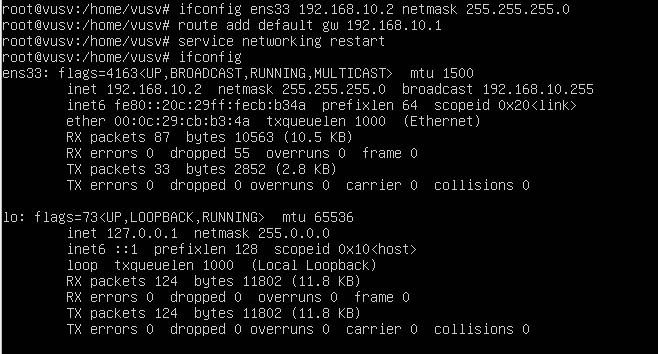 root@vusv:/home/vusv# ifconfig ens33 192.168.10.2 netmask 255.255.255.0
root@vusv:/home/vusv# route add default gw 192.168.10.1
root@vusv:/home/vusv# service networking restart
root@vusv:/home/vusv# ifconfig
ens33: flags=4163<UP,BROADCAST,RUNNING,MULTICAST>  mtu 1500
        inet 192.168.10.2  netmask 255.255.255.0  broadcast 192.168.10.255
        inet6 fe80::20c:29ff:fecb:b34a  prefixlen 64  scopeid 0x20<link>
        ether 00:0c:29:cb:b3:4a  txqueuelen 1000  (Ethernet)
        RX packets 87  bytes 10563 (10.5 KB)
        RX errors 0  dropped 55  overruns 0  frame 0
        TX packets 33  bytes 2852 (2.8 KB)
        TX errors 0  dropped 0 overruns 0  carrier 0  collisions 0

lo: flags=73<UP,LOOPBACK,RUNNING>  mtu 65536
        inet 127.0.0.1  netmask 255.0.0.0
        inet6 ::1  prefixlen 128  scopeid 0x10<host>
        loop  txqueuelen 1000  (Local Loopback)
        RX packets 124  bytes 11802 (11.8 KB)
        RX errors 0  dropped 0  overruns 0  frame 0
        TX packets 124  bytes 11802 (11.8 KB)
        TX errors 0  dropped 0 overruns 0  carrier 0  collisions 0